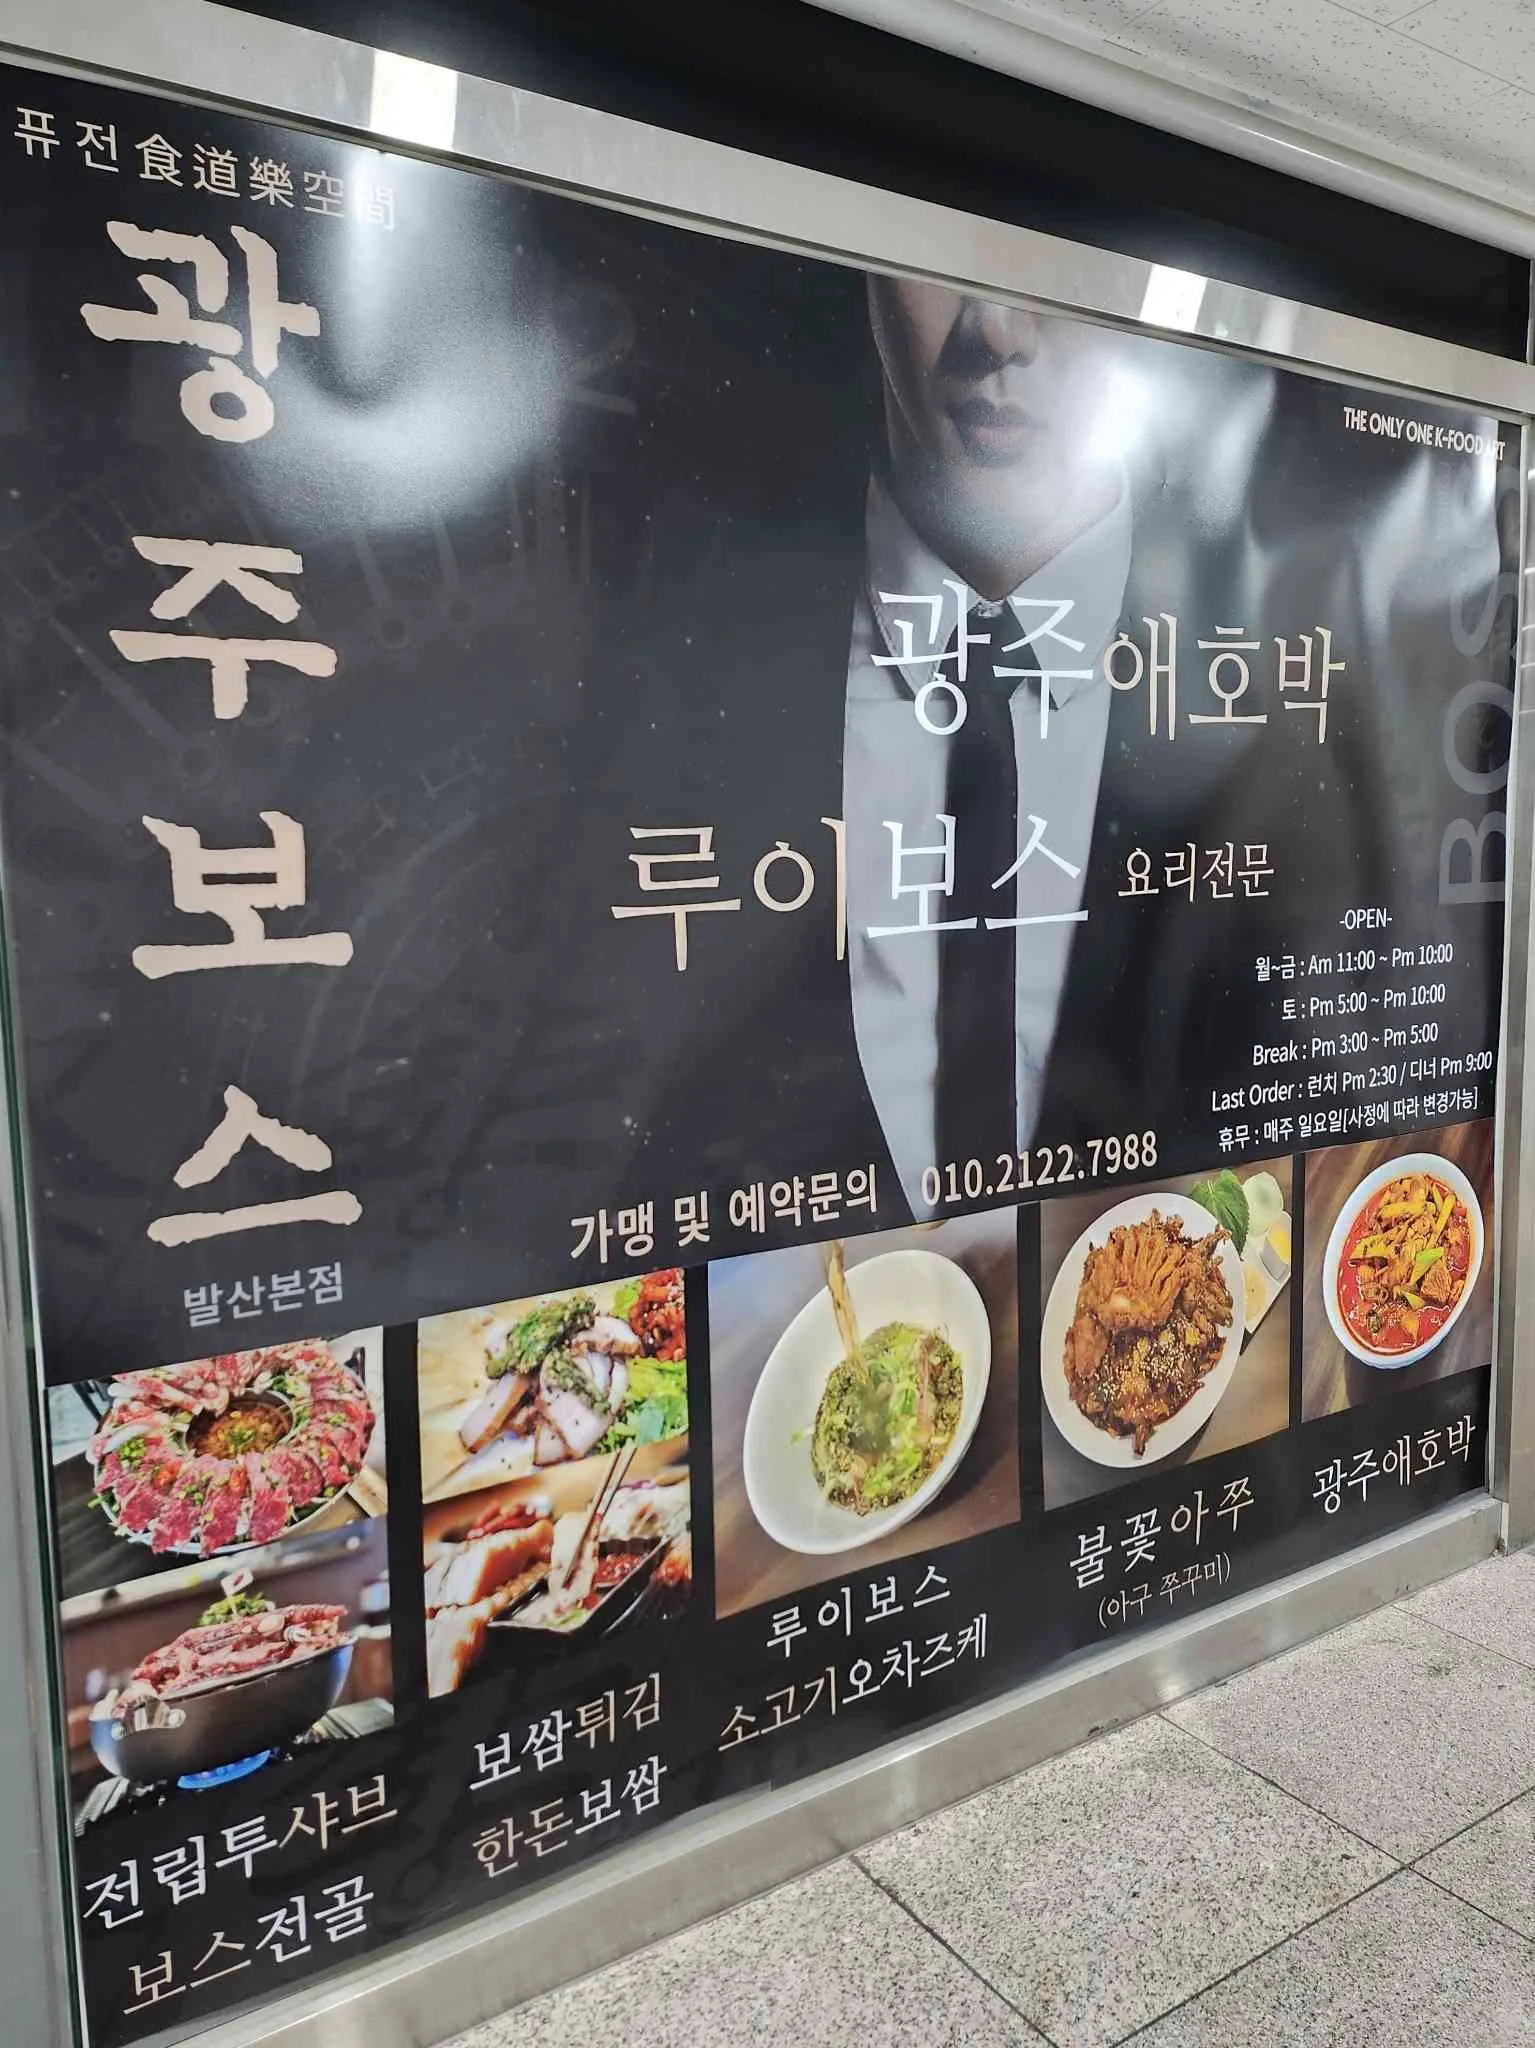 퓨전食道樂空間
광
주
보
스
발산본점
THE ONLY ONE K-FOOD ART
BOSS
광주애호박
루이보스 요리전문
-OPEN-
월~금 : Am 11:00 ~ Pm 10:00
토 : Pm 5:00 ~ Pm 10:00
Break : Pm 3:00 ~ Pm 5:00
Last Order : 런치 Pm 2:30 / 디너 Pm 9:00
휴무 : 매주 일요일[사정에 따라 변경가능]
가맹 및 예약문의 010.2122.7988
전립투샤브
보스전골
보쌈튀김
한돈보쌈
루이보스
소고기오차즈케
불꽃아쭈
(아구 쭈꾸미)
광주애호박